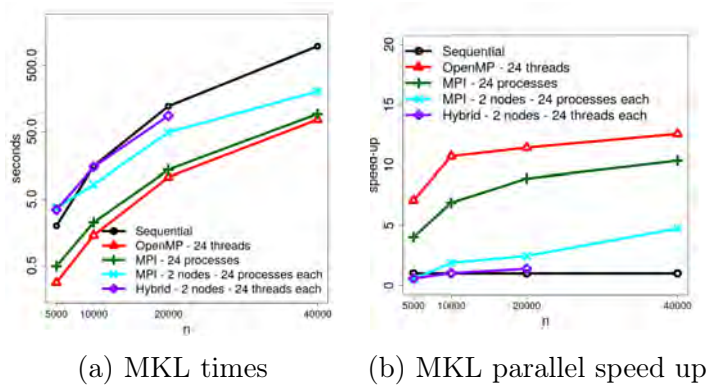 500.0
50.0
5.0
0.5
seconds
Sequential
OpenMP - 24 threads
MPI - 24 processes
MPI - 2 nodes - 24 processes each
Hybrid - 2 nodes - 24 threads each
5000 10000 20000 40000
n
(a) MKL times
20
15
10
5
0
speed-up
Sequential
OpenMP - 24 threads
MPI - 24 processes
MPI - 2 nodes - 24 processes each
Hybrid - 2 nodes - 24 threads each
5000 10000 20000 40000
n
(b) MKL parallel speed up